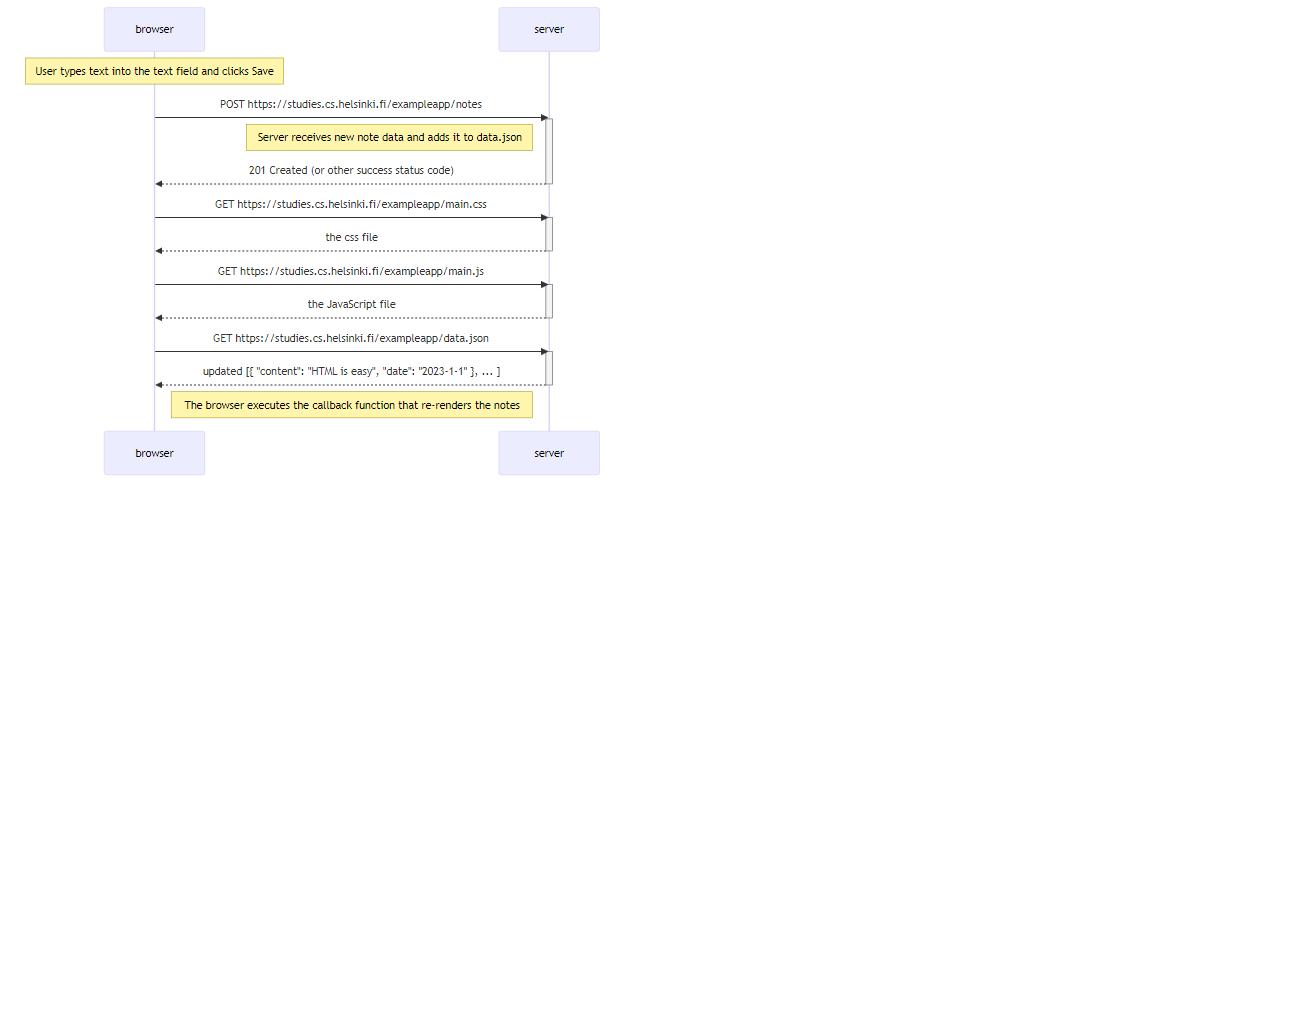 browser
server
User types text into the text field and clicks Save
POST https://studies.cs.helsinki.fi/exampleapp/notes
Server receives new note data and adds it to data.json
201 Created (or other success status code)
GET https://studies.cs.helsinki.fi/exampleapp/main.css
the css file
GET https://studies.cs.helsinki.fi/exampleapp/main.js
the JavaScript file
GET https://studies.cs.helsinki.fi/exampleapp/data.json
updated [{ "content": "HTML is easy", "date": "2023-1-1" }, ... ]
The browser executes the callback function that re-renders the notes
browser
server